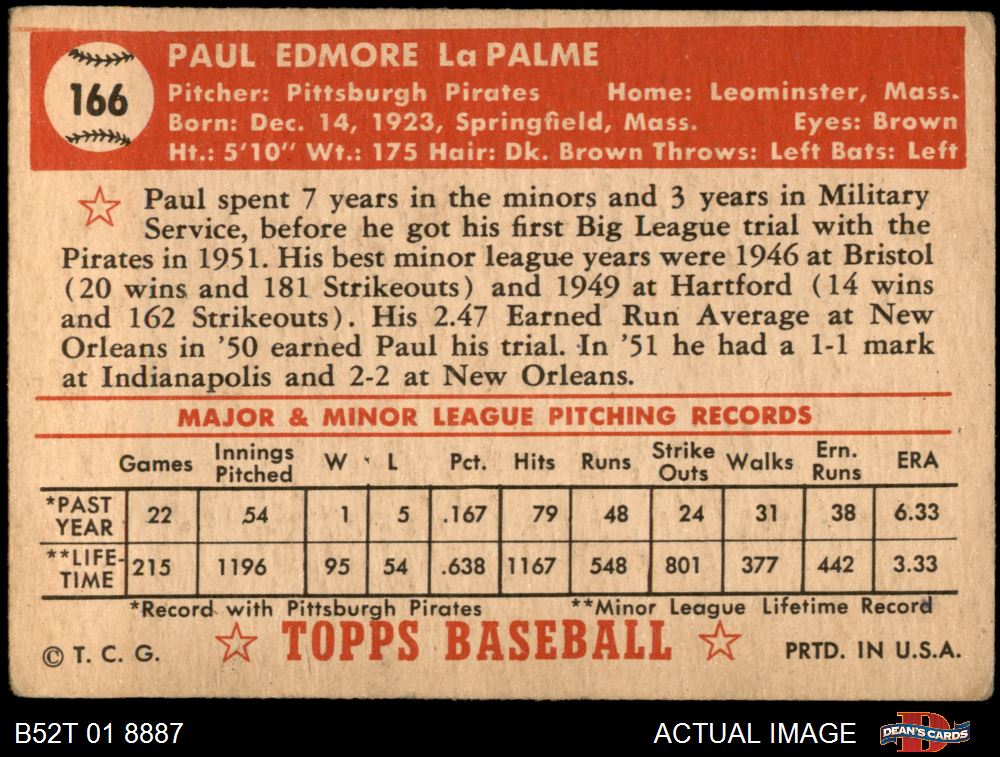 166
PAUL EDMORE La PALME
Pitcher: Pittsburgh Pirates Home: Leominster, Mass.
Born: Dec. 14, 1923, Springfield, Mass. Eyes: Brown
Ht.: 5'10" Wt.: 175 Hair: Dk. Brown Throws: Left Bats: Left
Paul spent 7 years in the minors and 3 years in Military
Service, before he got his first Big League trial with the
Pirates in 1951. His best minor league years were 1946 at Bristol
(20 wins and 181 Strikeouts) and 1949 at Hartford (14 wins
and 162 Strikeouts). His 2.47 Earned Run Average at New
Orleans in '50 earned Paul his trial. In '51 he had a 1-1 mark
at Indianapolis and 2-2 at New Orleans.
MAJOR & MINOR LEAGUE PITCHING RECORDS
Games Innings Pitched W L Pct. Hits Runs Strike Outs Walks Ern. Runs ERA
*PAST YEAR 22 54 1 5 .167 79 48 24 31 38 6.33
**LIFE-TIME 215 1196 95 54 .638 1167 548 801 377 442 3.33
*Record with Pittsburgh Pirates **Minor League Lifetime Record
© T. C. G. TOPPS BASEBALL PRTD. IN U.S.A.
B52T 01 8887 ACTUAL IMAGE DEAN'S CARDS